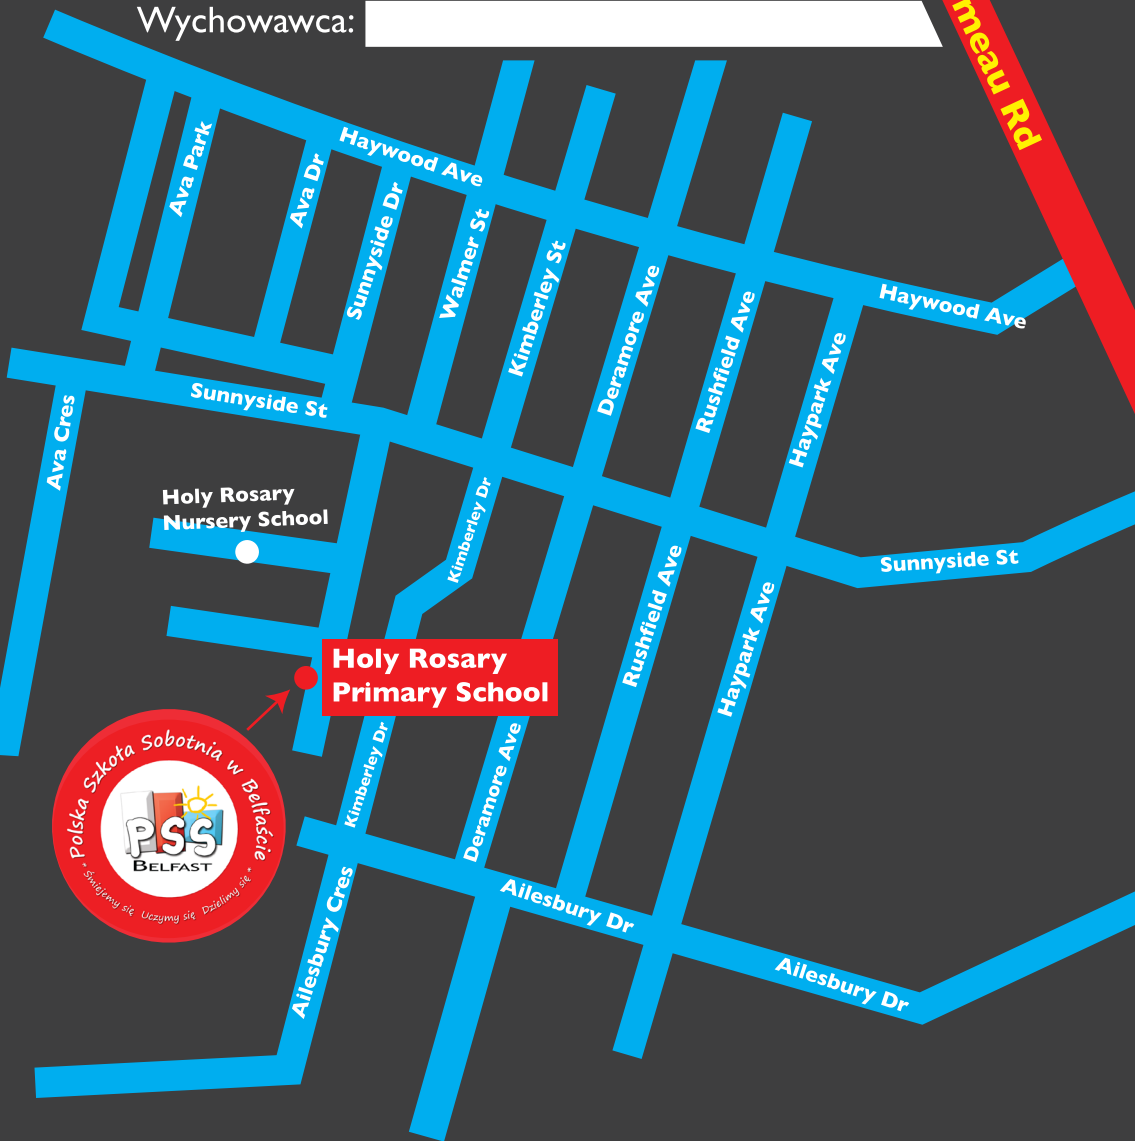 Wychowawca:
meau Rd
Haywood Ave
Ava Park
Ava Dr
Sunnyside Dr
Walmer St
Kimberley St
Deramore Ave
Rushfield Ave
Haypark Ave
Haywood Ave
Sunnyside St
Ava Cres
Holy Rosary
Nursery School
Kimberley Dr
Sunnyside St
Rushfield Ave
Haypark Ave
Holy Rosary
Primary School
Kimberley Dr
Deramore Ave
Polska Szkoła Sobotnia w Belfaście
PSS
BELFAST
" Śmiejemy się Uczymy się Dzielimy się "
Ailesbury Cres
Ailesbury Dr
Ailesbury Dr